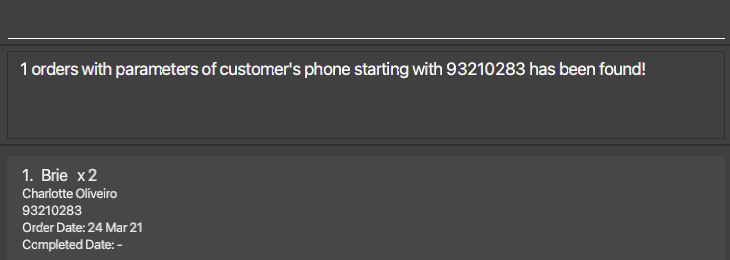 1 orders with parameters of customer's phone starting with 93210283 has been found!
1. Brie x 2
Charlotte Oliveiro
93210283
Order Date: 24 Mar 21
Completed Date: -